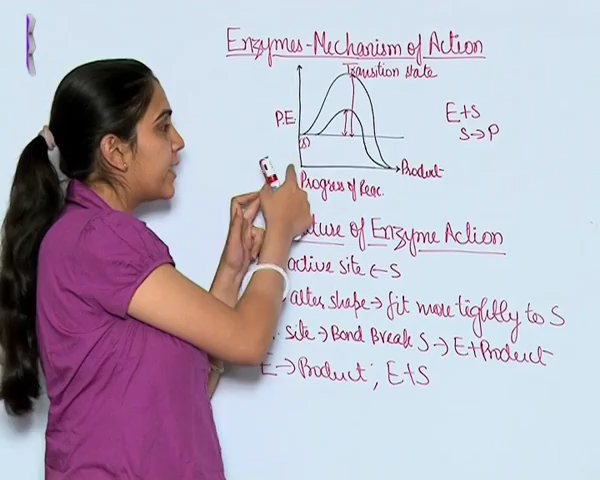 Enzymes-Mechanism of Action
Transition state
P.E.
(S)
Product
Progress of Reac.
E+S
S→P
of Enzyme Action
active site ← S
alter shape → fit more tightly to S
site → Bond Break S → E+Product
E → Product ; E+S